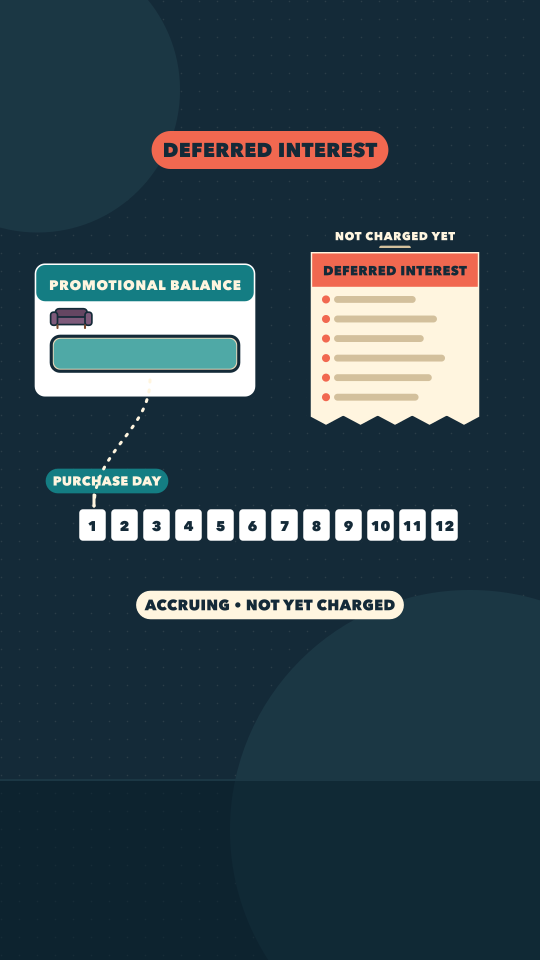 DEFERRED INTEREST
NOT CHARGED YET
PROMOTIONAL BALANCE
DEFERRED INTEREST
PURCHASE DAY
1 2 3 4 5 6 7 8 9 10 11 12
ACCRUING • NOT YET CHARGED